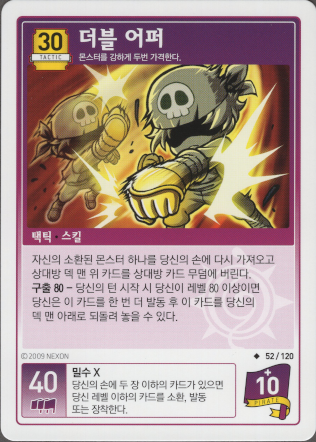 30
TACTIC
더블 어퍼
몬스터를 강하게 두번 가격한다.
택틱·스킬
자신의 소환된 몬스터 하나를 당신의 손에 다시 가져오고
상대방 덱 맨 위 카드를 상대방 카드 무덤에 버린다.
구출 80 – 당신의 턴 시작 시 당신이 레벨 80 이상이면
당신은 이 카드를 한 번 더 발동 후 이 카드를 당신의
덱 맨 아래로 되돌려 놓을 수 있다.
© 2009 NEXON
◆ 52 / 120
40
밀수 X
당신의 손에 두 장 이하의 카드가 있으면
당신 레벨 이하의 카드를 소환, 발동
또는 장착한다.
+
10
PIRATE